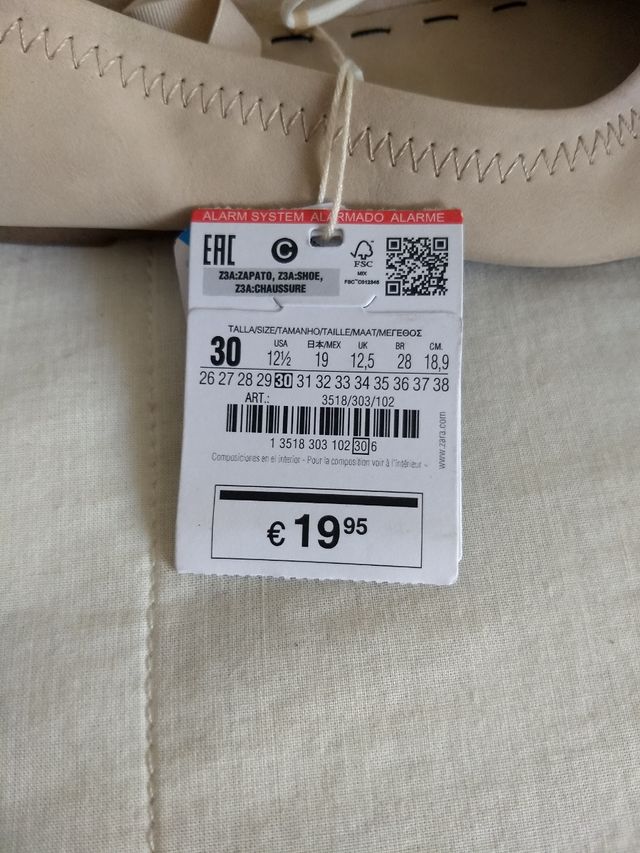 ALARM SYSTEM ALARMADO ALARME
EAC C FSC
MIX
FSC™ C012345
Z3A:ZAPATO, Z3A:SHOE,
Z3A:CHAUSSURE
TALLA/SIZE/TAMANHO/TAILLE/MAAT/ΜΕΓΕΘΟΣ
USA 日本/MEX UK BR CM.
30 12½ 19 12,5 28 18,9
26 27 28 29 30 31 32 33 34 35 36 37 38
ART.: 3518/303/102
1 3518 303 102 30 6
Composiciones en el interior - Pour la composition voir à l'intérieur -
www.zara.com
€ 19 95